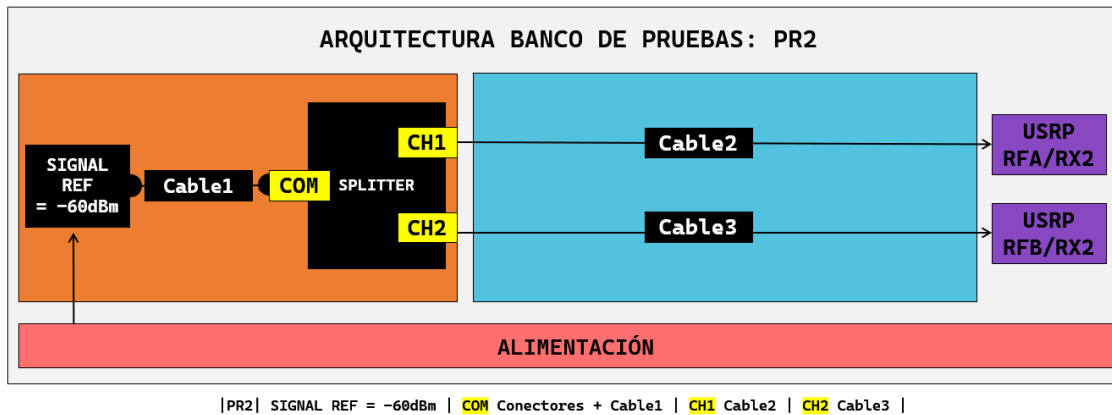 ARQUITECTURA BANCO DE PRUEBAS: PR2
SIGNAL
REF
= -60dBm
Cable1
COM
SPLITTER
CH1
CH2
Cable2
Cable3
USRP
RFA/RX2
USRP
RFB/RX2
ALIMENTACIÓN
|PR2| SIGNAL REF = -60dBm | COM Conectores + Cable1 | CH1 Cable2 | CH2 Cable3 |